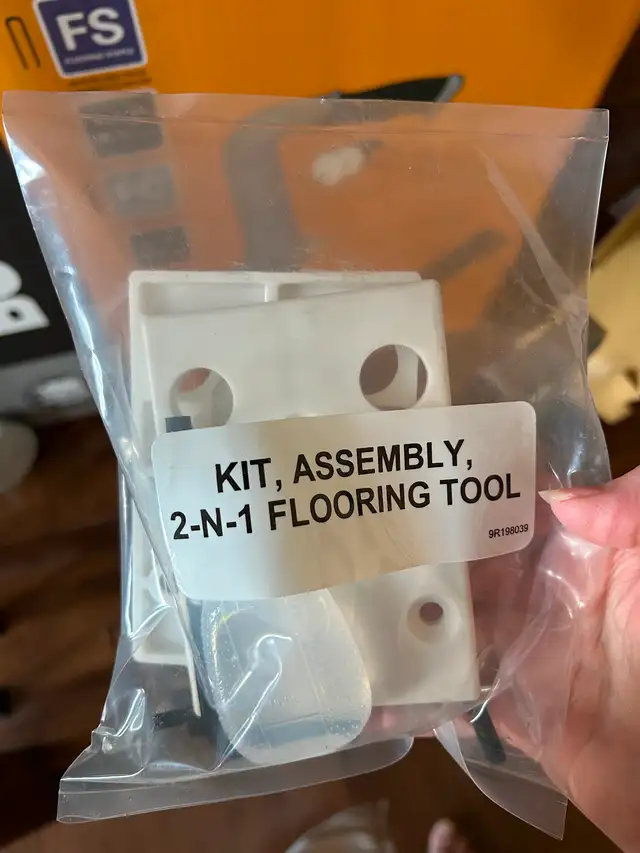 FS
KIT, ASSEMBLY,
2-N-1 FLOORING TOOL
9R198039